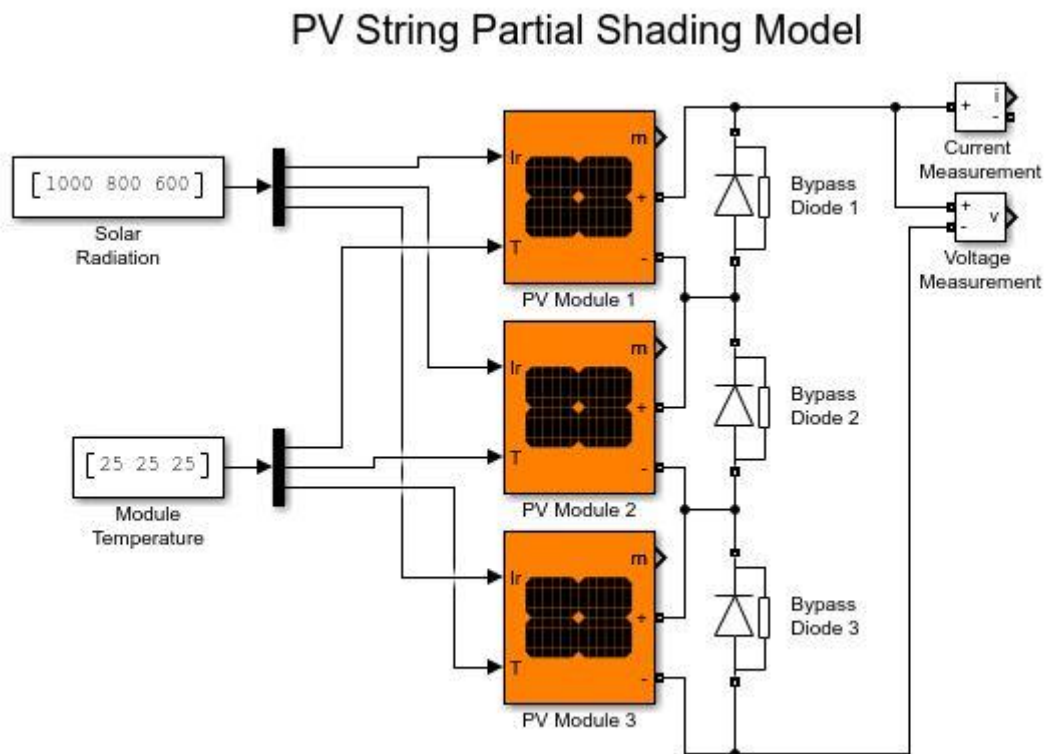 PV String Partial Shading Model
[1000 800 600]
Solar
Radiation
[25 25 25]
Module
Temperature
Ir
T
m
+
-
PV Module 1
Ir
T
m
+
-
PV Module 2
Ir
T
m
+
-
PV Module 3
Bypass
Diode 1
Bypass
Diode 2
Bypass
Diode 3
+
i
-
Current
Measurement
+
-
v
Voltage
Measurement